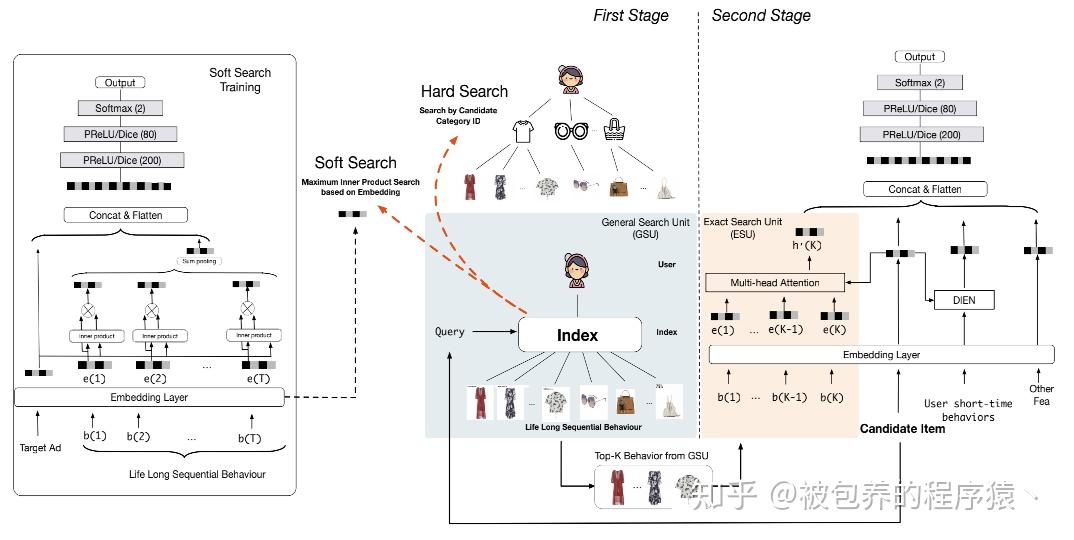 First Stage
Second Stage
Soft Search
Training
Output
Softmax (2)
PReLU/Dice (80)
PReLU/Dice (200)
Concat & Flatten
Sum pooling
Inner product
Inner product
Inner product
e(1)
e(2)
...
e(T)
Embedding Layer
Target Ad
b(1)
b(2)
...
b(T)
Life Long Sequential Behaviour
Hard Search
Search by Candidate
Category ID
Soft Search
Maximum Inner Product Search
based on Embedding
...
...
...
General Search Unit
(GSU)
User
Query
Index
Index
...
...
Life Long Sequential Behaviour
Top-K Behavior from GSU
...
Output
Softmax (2)
PReLU/Dice (80)
PReLU/Dice (200)
Concat & Flatten
Exact Search Unit
(ESU)
Multi-head Attention
e(1)
...
e(K-1)
e(K)
DIEN
Embedding Layer
b(1)
...
b(K-1)
b(K)
Candidate Item
User short-time
behaviors
Other
Fea
知乎 @被包养的程序猿